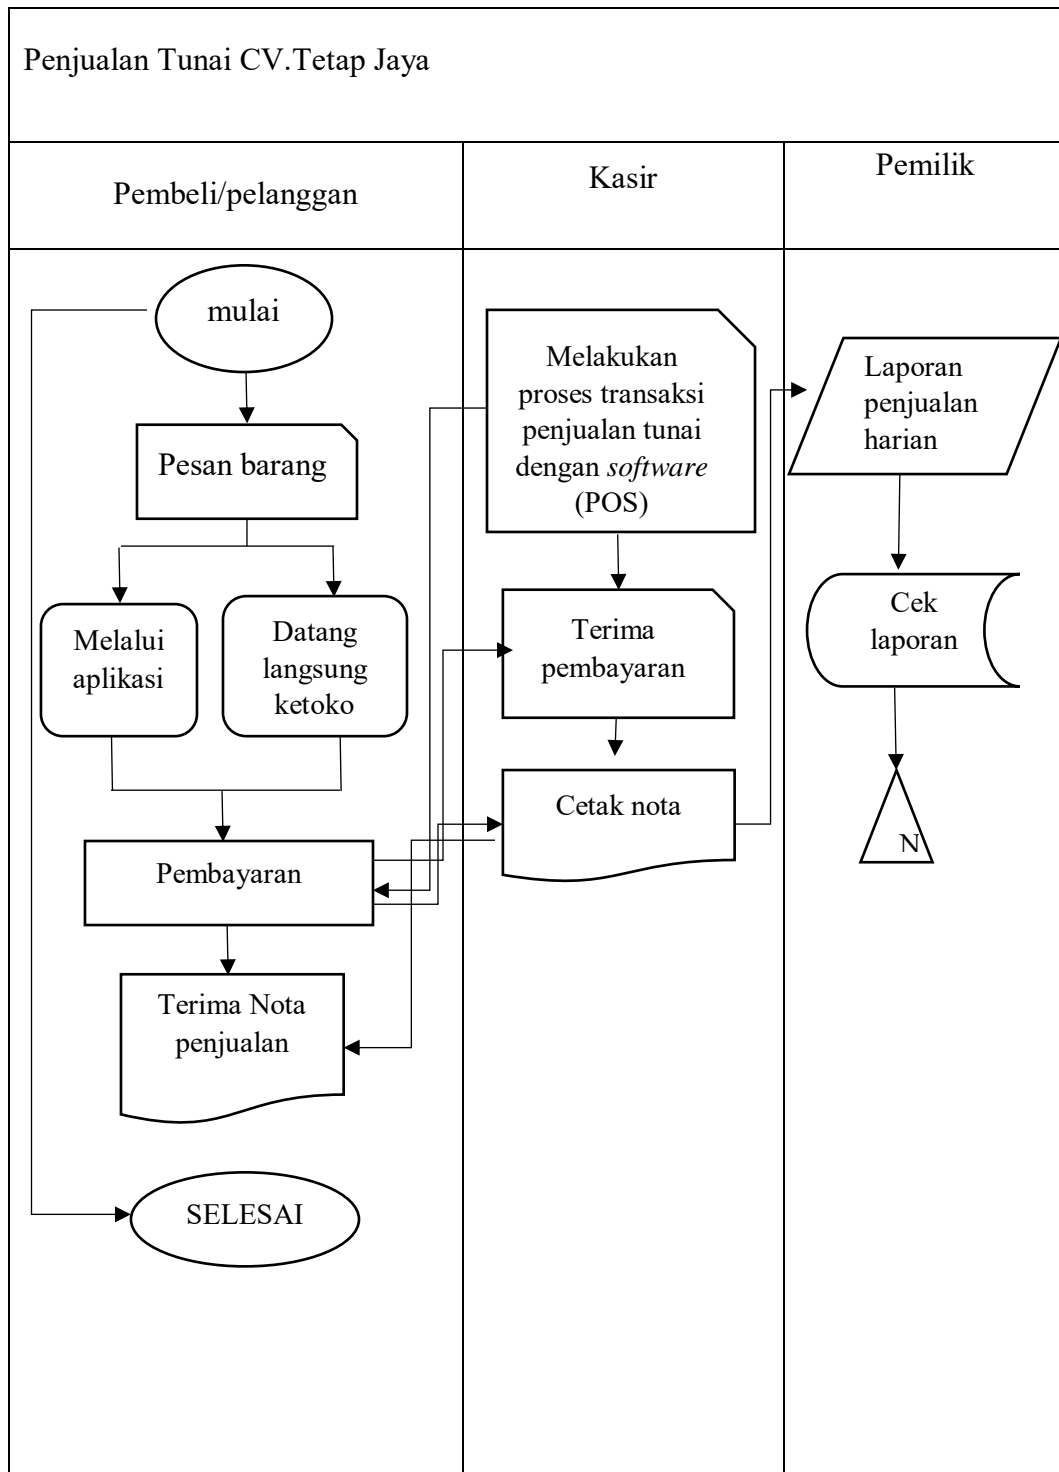 Penjualan Tunai CV.Tetap Jaya
Pembeli/pelanggan
Kasir
Pemilik
mulai
Pesan barang
Melalui
aplikasi
Datang
langsung
ketoko
Pembayaran
Terima Nota
penjualan
SELESAI
Melakukan
proses transaksi
penjualan tunai
dengan software
(POS)
Terima
pembayaran
Cetak nota
Laporan
penjualan
harian
Cek
laporan
N